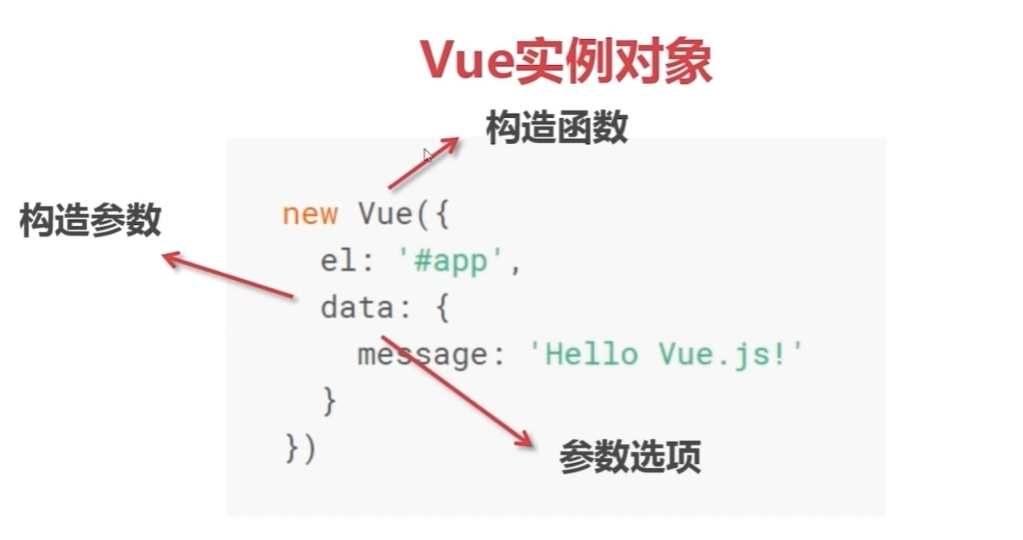 Vue实例对象
构造函数
构造参数
new Vue({
  el: '#app',
  data: {
    message: 'Hello Vue.js!'
  }
})
参数选项